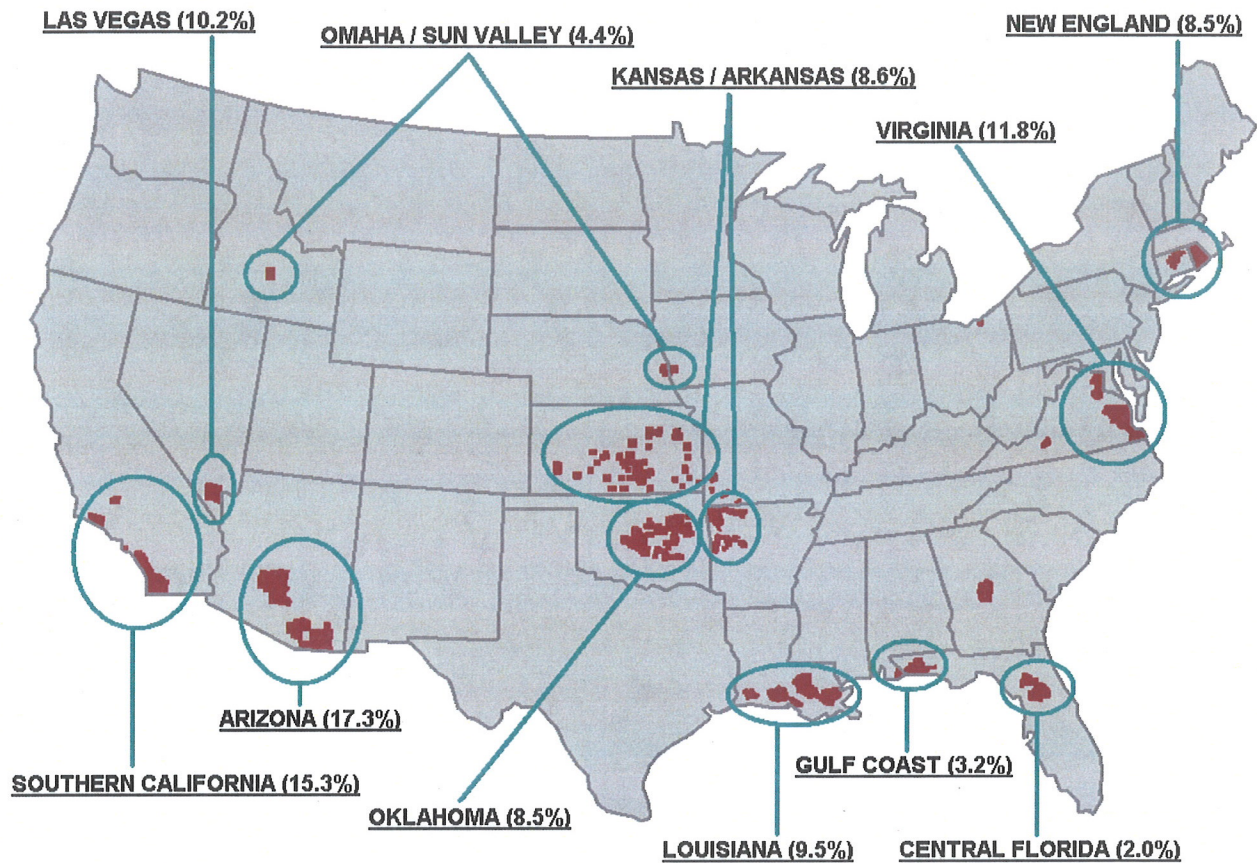 LAS VEGAS (10.2%)
OMAHA / SUN VALLEY (4.4%)
NEW ENGLAND (8.5%)
KANSAS / ARKANSAS (8.6%)
VIRGINIA (11.8%)
ARIZONA (17.3%)
SOUTHERN CALIFORNIA (15.3%)
OKLAHOMA (8.5%)
GULF COAST (3.2%)
LOUISIANA (9.5%)
CENTRAL FLORIDA (2.0%)